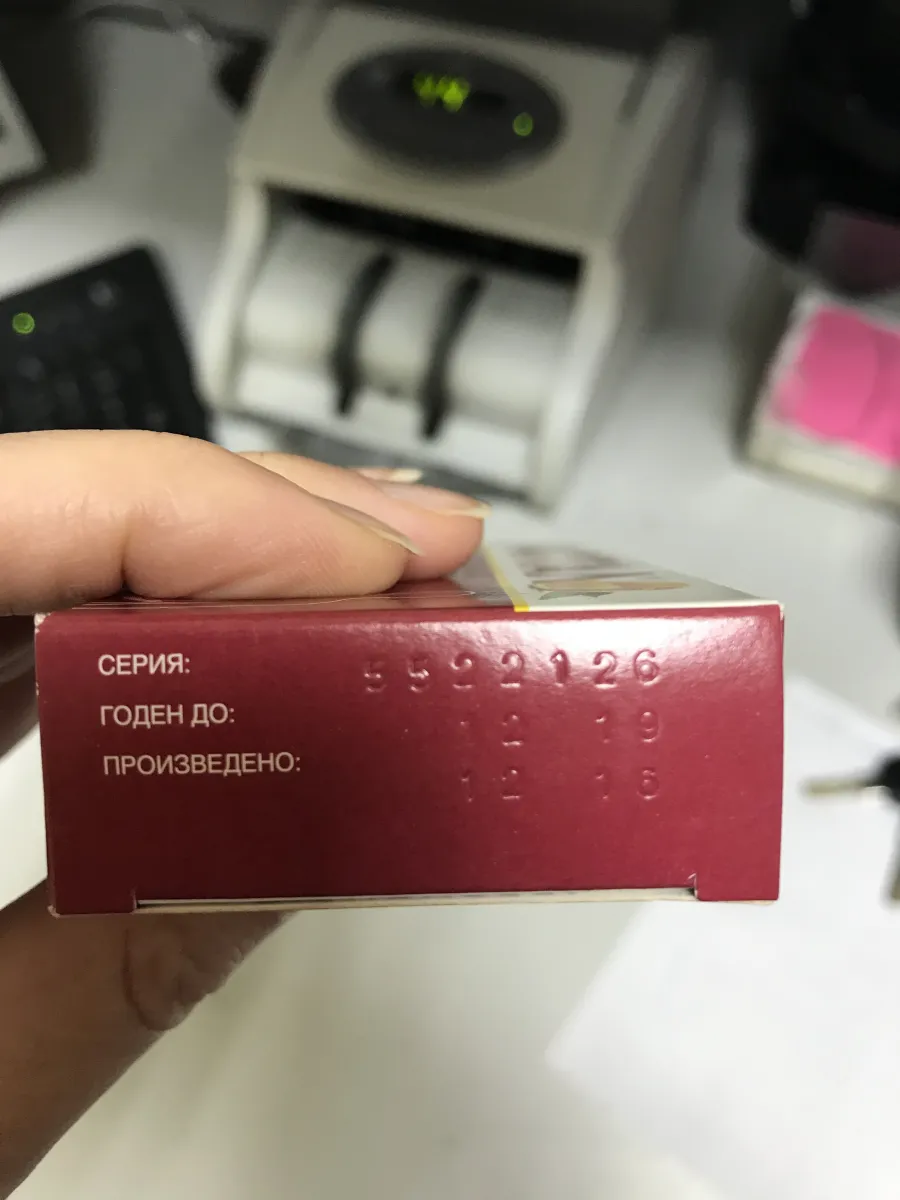 СЕРИЯ: 5522126
ГОДЕН ДО: 12 19
ПРОИЗВЕДЕНО: 12 16